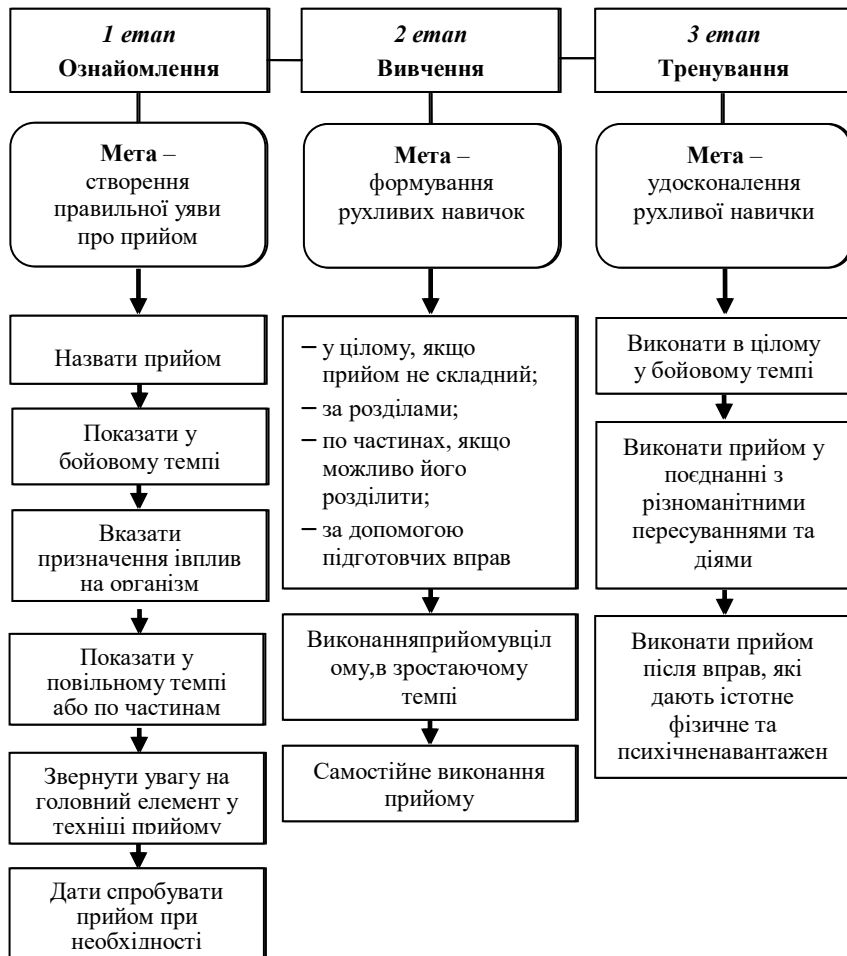 1 етап
Ознайомлення
Мета –
створення
правильної уяви
про прийом
Назвати прийом
Показати у
бойовому темпі
Вказати
призначення івплив
на організм
Показати у
повільному темпі
або по частинам
Звернути увагу на
головний елемент у
техніці прийому
Дати спробувати
прийом при
необхідності
2 етап
Вивчення
Мета –
формування
рухливих навичок
– у цілому, якщо
прийом не складний;
– за розділами;
– по частинах, якщо
можливо його
розділити;
– за допомогою
підготовчих вправ
Виконанняприйомувціл
ому,в зростаючому
темпі
Самостійне виконання
прийому
3 етап
Тренування
Мета –
удосконалення
рухливої навички
Виконати в цілому
у бойовому темпі
Виконати прийом у
поєднанні з
різноманітними
пересуваннями та
діями
Виконати прийом
після вправ, які
дають істотне
фізичне та
психічненавантажен